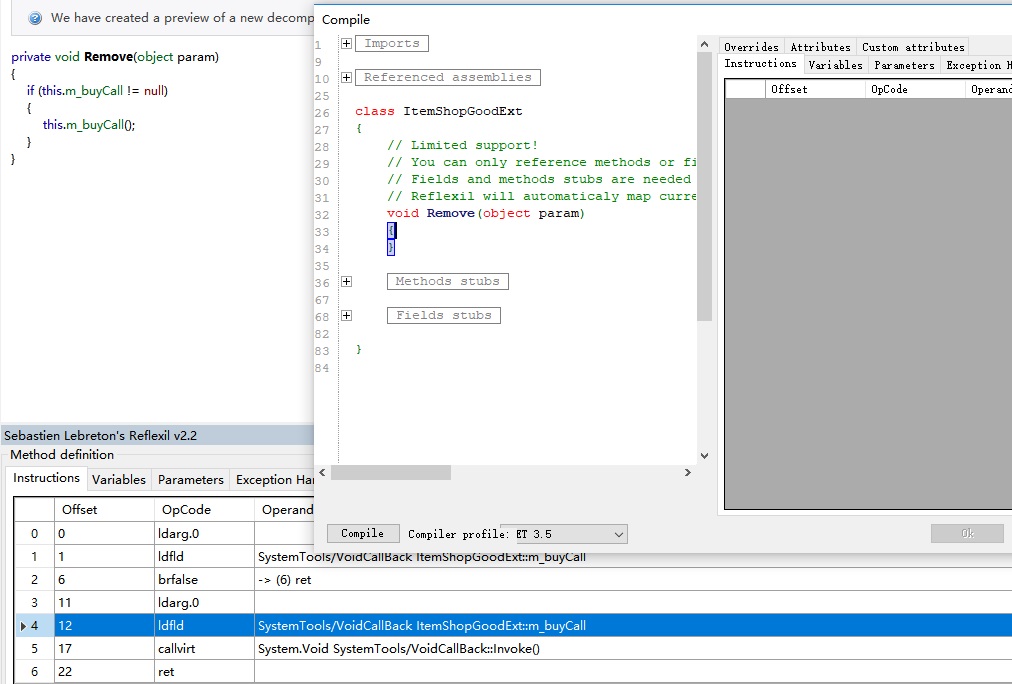 We have created a preview of a new decomp
private void Remove(object param)
{
if (this.m_buyCall != null)
{
this.m_buyCall();
}
}
Sebastien Lebreton's Reflexil v2.2
Method definition
Instructions Variables Parameters Exception Ha
Offset OpCode Operand
0 0 ldarg.0
1 1 ldfld SystemTools/VoidCallBack ItemShopGoodExt::m_buyCall
2 6 brfalse -> (6) ret
3 11 ldarg.0
4 12 ldfld SystemTools/VoidCallBack ItemShopGoodExt::m_buyCall
5 17 callvirt System.Void SystemTools/VoidCallBack::Invoke()
6 22 ret
Compile
1 Imports
9
10 Referenced assemblies
25
26 class ItemShopGoodExt
27 {
28 // Limited support!
29 // You can only reference methods or fi
30 // Fields and methods stubs are needed
31 // Reflexil will automaticaly map curre
32 void Remove(object param)
33 {
34 }
35
36 Methods stubs
67
68 Fields stubs
82
83 }
84
Compile Compiler profile: ET 3.5
Overrides Attributes Custom attributes
Instructions Variables Parameters Exception H
Offset OpCode Operand
Ok